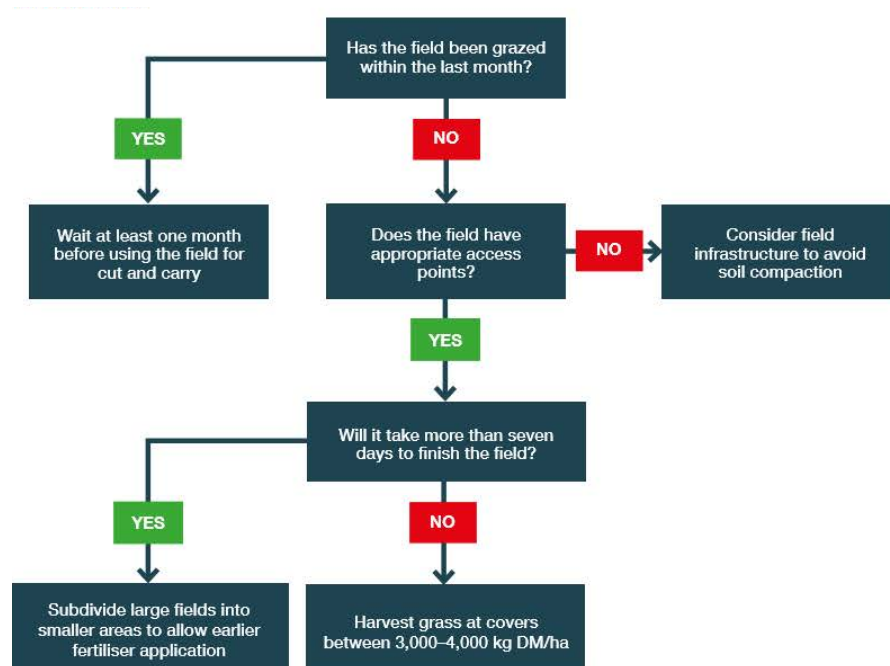 Has the field been grazed
within the last month?
YES
NO
Wait at least one month
before using the field for
cut and carry
Does the field have
appropriate access
points?
NO
Consider field
infrastructure to avoid
soil compaction
YES
Will it take more than seven
days to finish the field?
YES
NO
Subdivide large fields into
smaller areas to allow earlier
fertiliser application
Harvest grass at covers
between 3,000–4,000 kg DM/ha